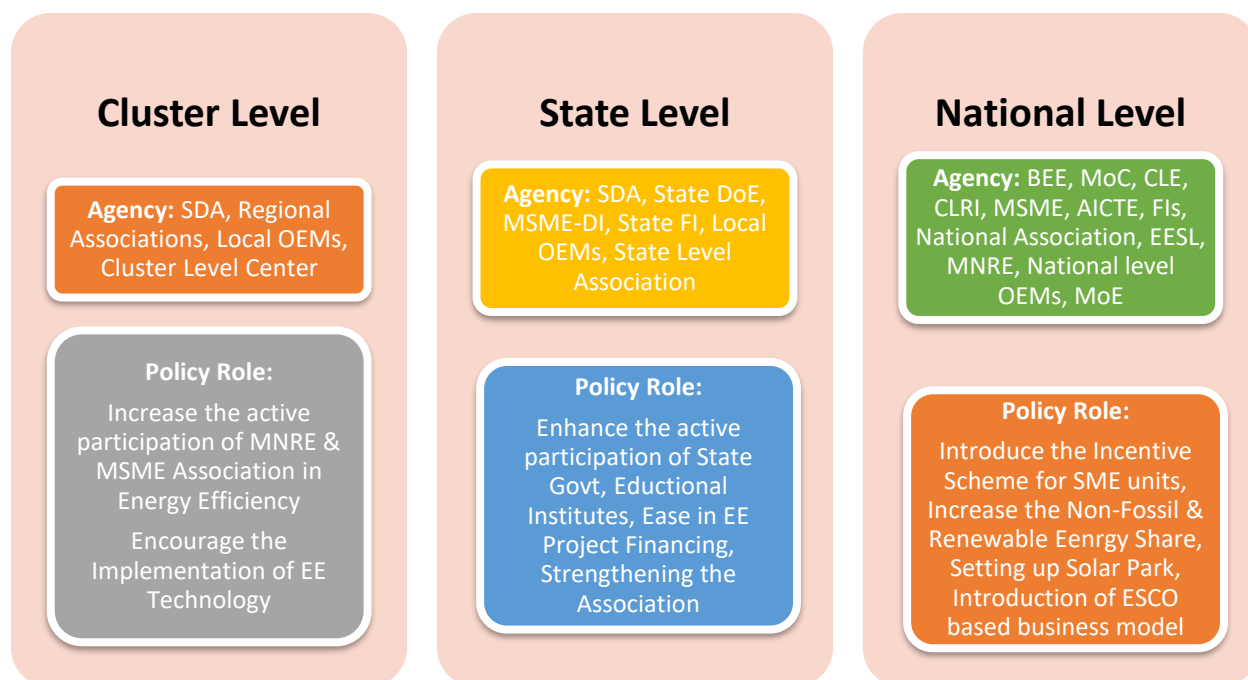 Cluster Level
Agency: SDA, Regional
Associations, Local OEMs,
Cluster Level Center
Policy Role:
Increase the active
participation of MNRE &
MSME Association in
Energy Efficiency
Encourage the
Implementation of EE
Technology
State Level
Agency: SDA, State DoE,
MSME-DI, State FI, Local
OEMs, State Level
Association
Policy Role:
Enhance the active
participation of State
Govt, Eductional
Institutes, Ease in EE
Project Financing,
Strengthening the
Association
National Level
Agency: BEE, MoC, CLE,
CLRI, MSME, AICTE, FIs,
National Association, EESL,
MNRE, National level
OEMs, MoE
Policy Role:
Introduce the Incentive
Scheme for SME units,
Increase the Non-Fossil &
Renewable Eenrgy Share,
Setting up Solar Park,
Introduction of ESCO
based business model